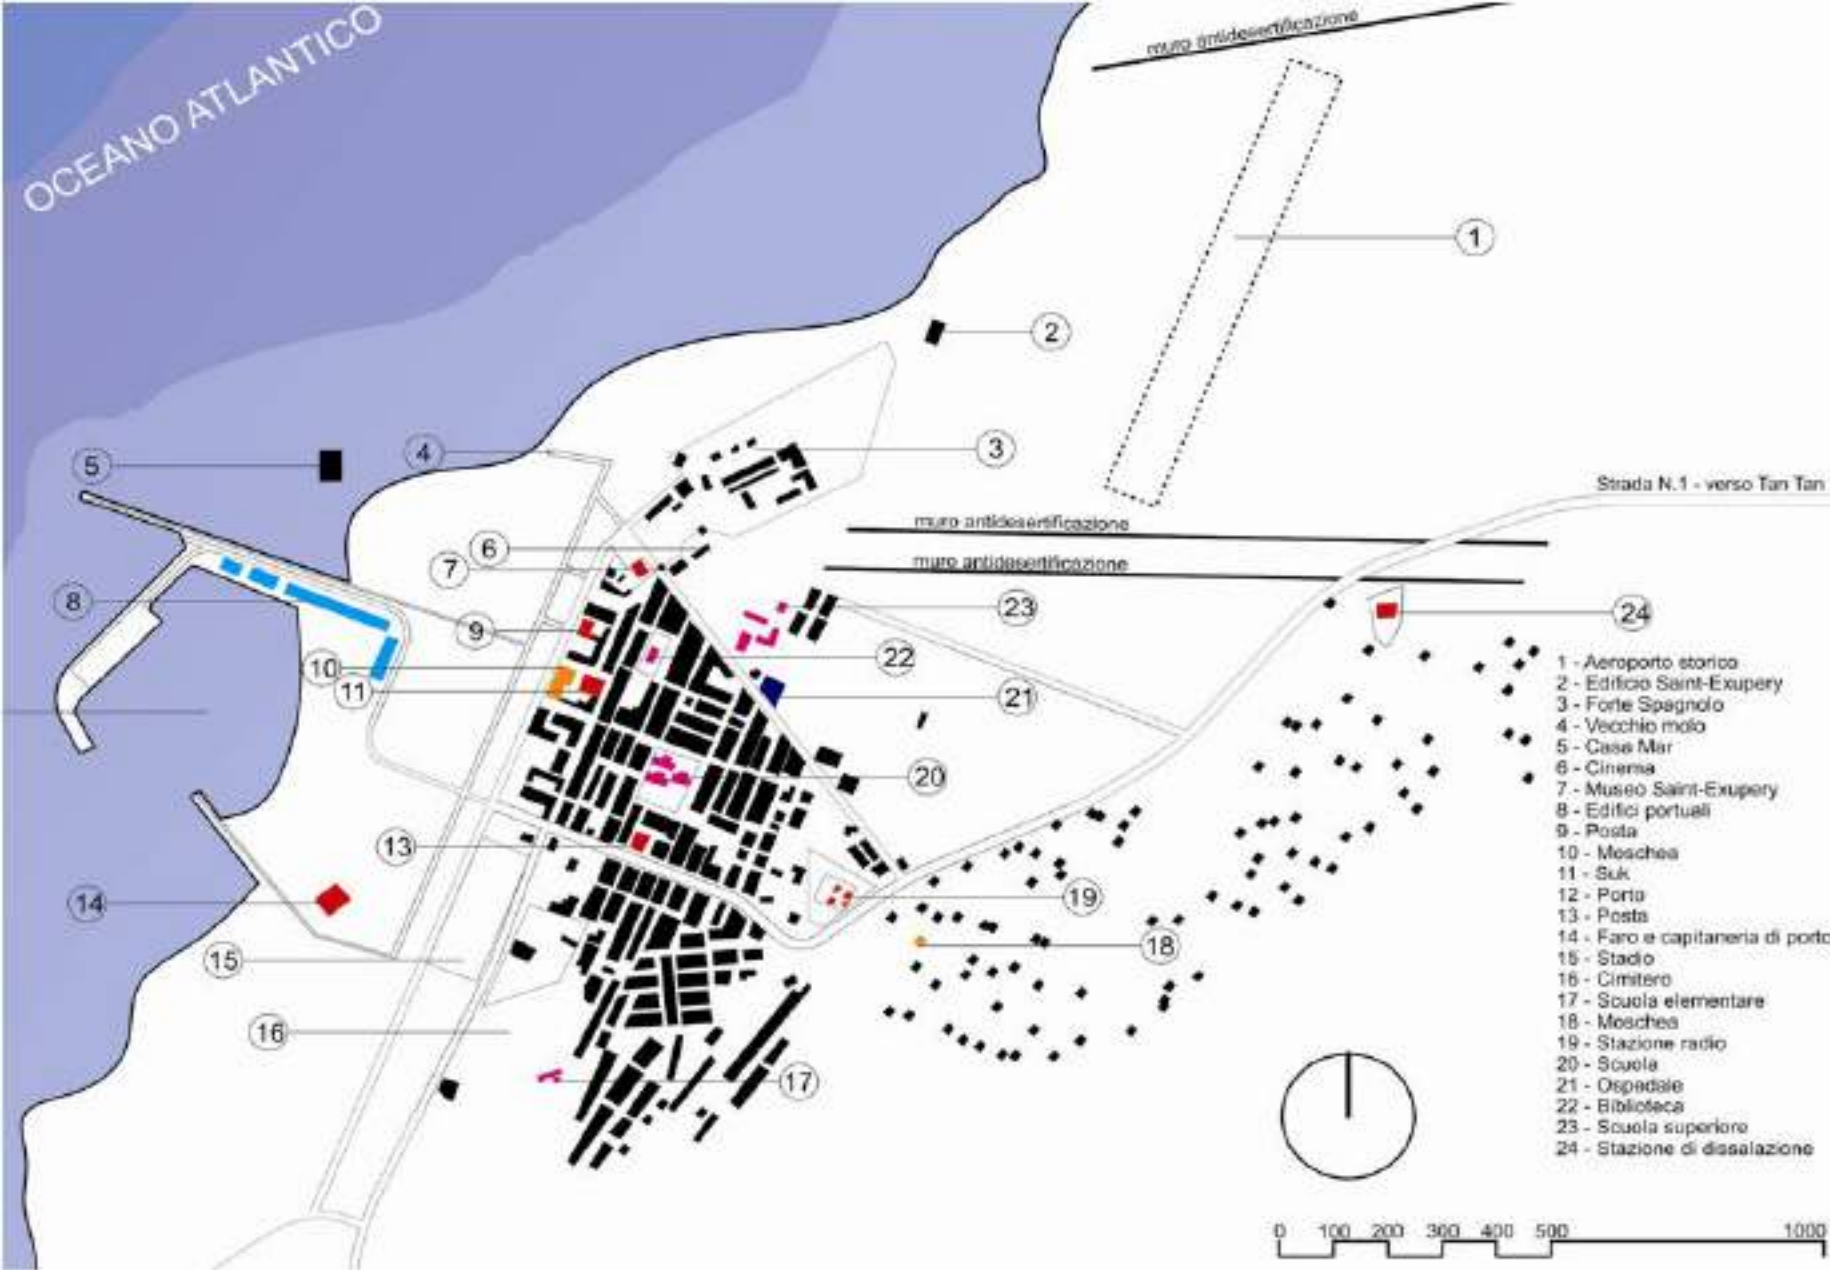 OCEANO ATLANTICO
muro antidesertificazione
1
2
3
4
5
Strada N.1 - verso Tan Tan
muro antidesertificazione
6
muro antidesertificazione
7
8
23
24
9
22
10
11
21
20
13
19
14
18
15
16
17
1 - Aeroporto storico
2 - Edificio Saint-Exupery
3 - Forte Spagnolo
4 - Vecchio molo
5 - Casa Mar
6 - Cinema
7 - Museo Saint-Exupery
8 - Edifici portuali
9 - Posta
10 - Moschea
11 - Suk
12 - Porto
13 - Posta
14 - Faro e capitaneria di porto
15 - Stadio
16 - Cimitero
17 - Scuola elementare
18 - Moschea
19 - Stazione radio
20 - Scuola
21 - Ospedale
22 - Biblioteca
23 - Scuola superiore
24 - Stazione di dissalazione
0 100 200 300 400 500 1000